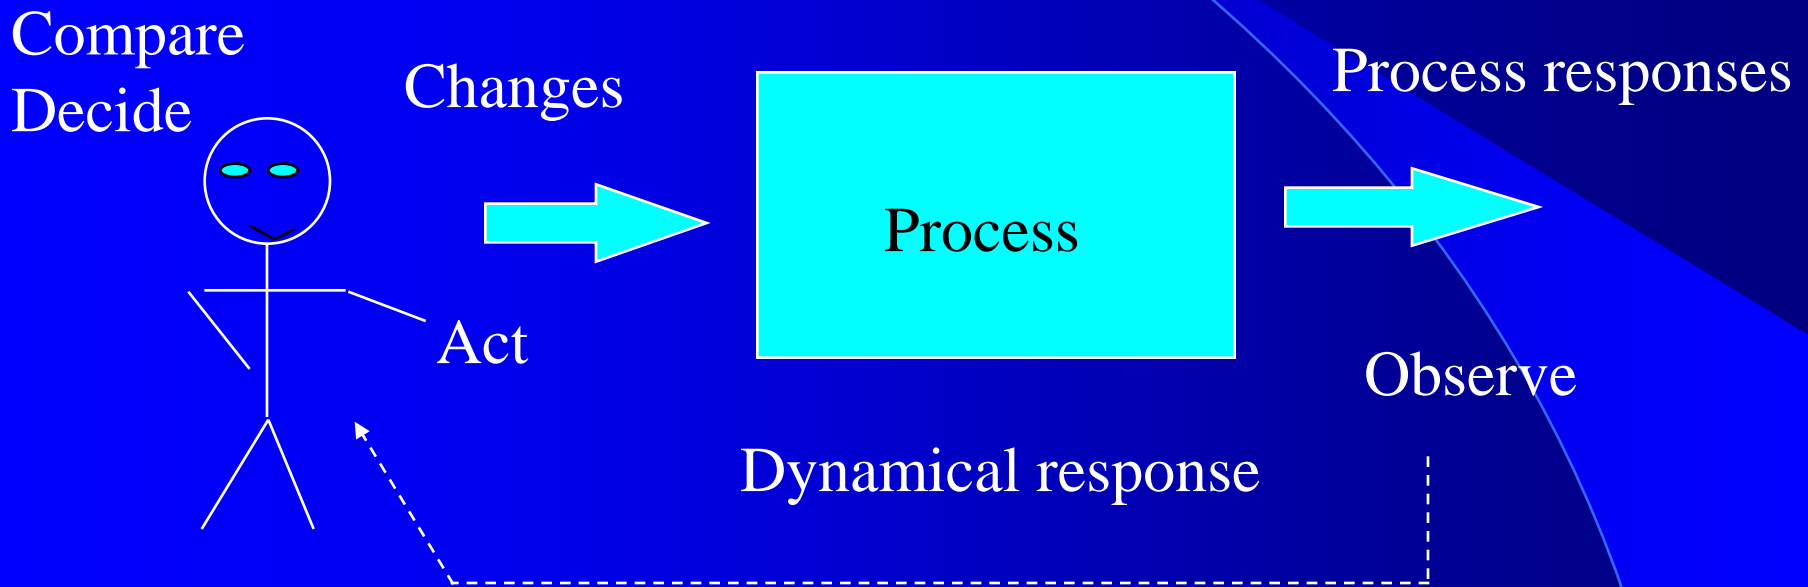 Compare
Decide
Changes
Process responses
Process
Act
Observe
Dynamical response